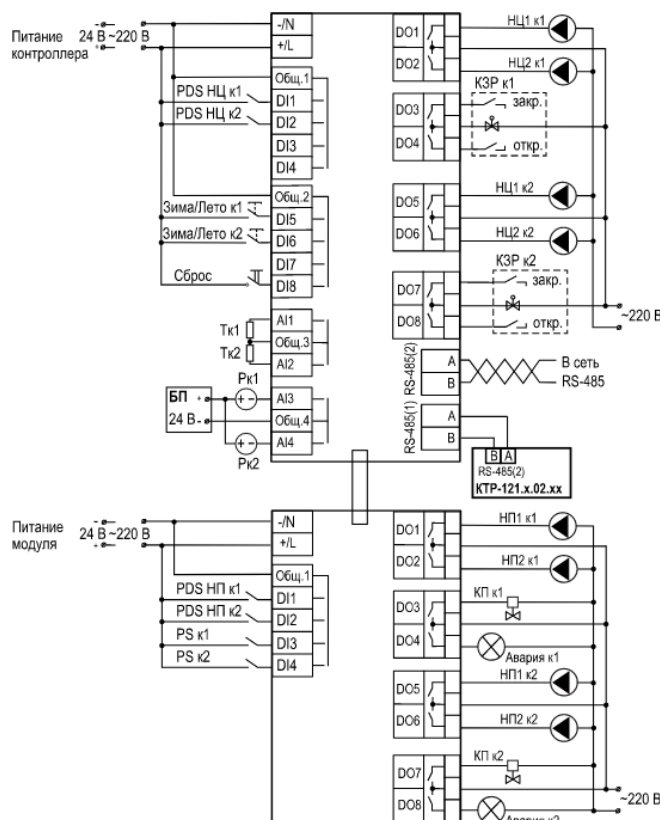 Питание
контроллера
-
24 В ~220 В
+
-/N
+/L
Общ.1
PDS НЦ к1
DI1
PDS НЦ к2
DI2
DI3
DI4
Общ.2
Зима/Лето к1
DI5
Зима/Лето к2
DI6
DI7
Сброс
DI8
AI1
Тк1
Общ.3
Тк2
AI2
БП
24 В
+
-
Рк1
+ -
AI3
Общ.4
+ -
AI4
Рк2
DO1
НЦ1 к1
DO2
НЦ2 к1
КЗР к1
DO3
закр.
DO4
откр.
DO5
НЦ1 к2
DO6
НЦ2 к2
КЗР к2
DO7
закр.
DO8
откр.
~220 В
RS-485(2)
A
B
В сеть
RS-485
RS-485(1)
A
B
B A
RS-485(2)
КТР-121.х.02.хх
Питание
модуля
-
24 В ~220 В
+
-/N
+/L
Общ.1
PDS НП к1
DI1
PDS НП к2
DI2
PS к1
DI3
PS к2
DI4
DO1
НП1 к1
DO2
НП2 к1
DO3
КП к1
DO4
Авария к1
DO5
НП1 к2
DO6
НП2 к2
DO7
КП к2
DO8
~220 В
Авария к2